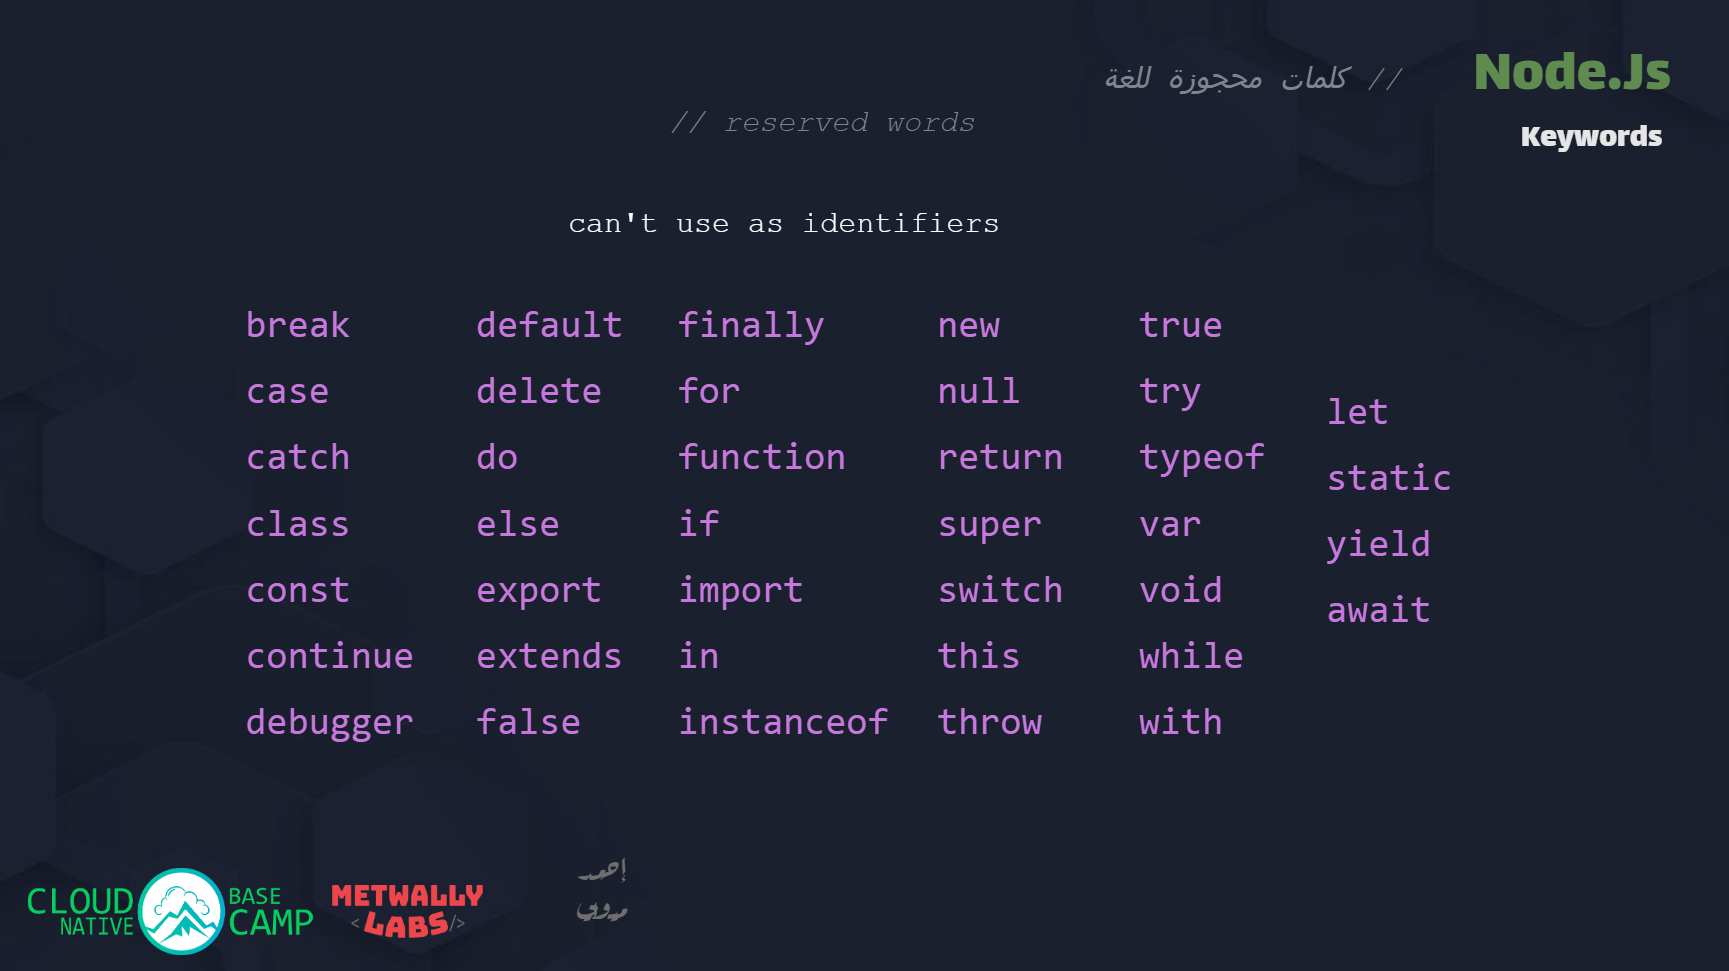 Node.Js
Keywords
// كلمات محجوزة للغة
// reserved words
can't use as identifiers
break
case
catch
class
const
continue
debugger
default
delete
do
else
export
extends
false
finally
for
function
if
import
in
instanceof
new
null
return
super
switch
this
throw
true
try
typeof
var
void
while
with
let
static
yield
await
CLOUD
NATIVE
BASE
CAMP
METWALLY
<LABS/>